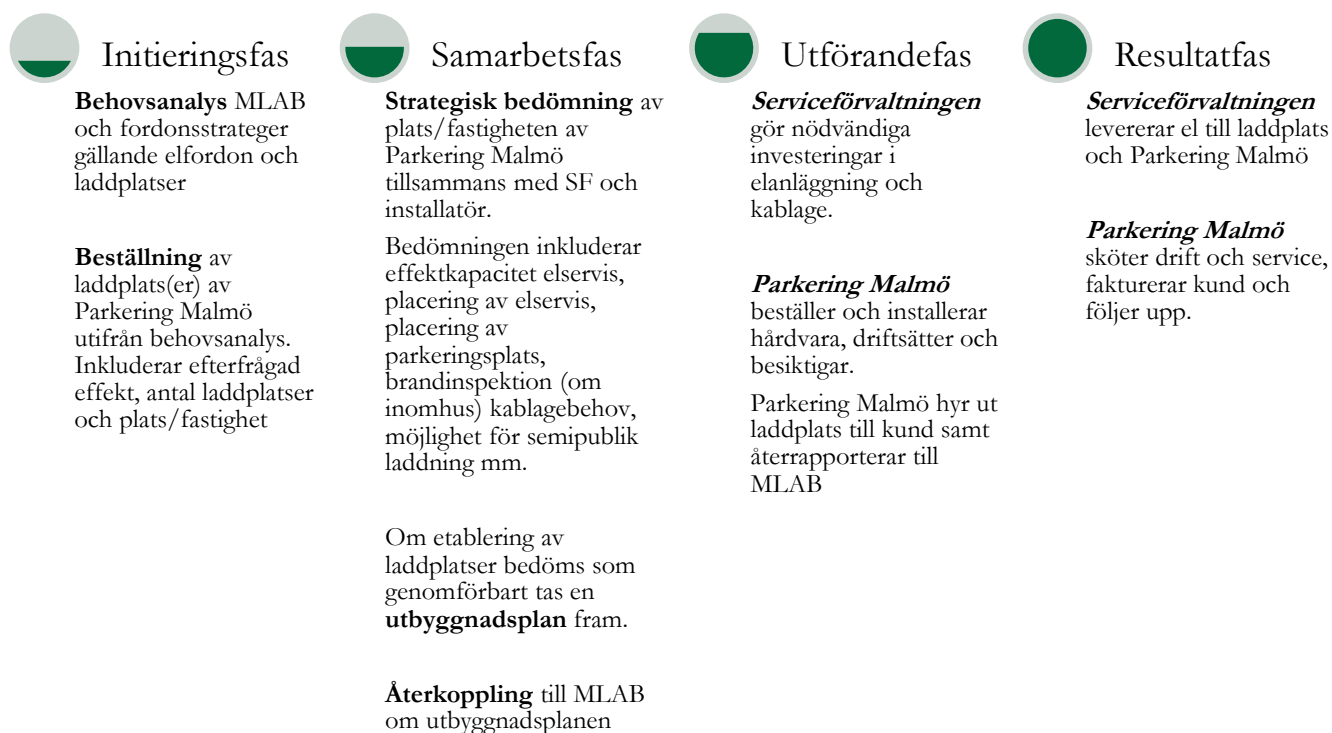 Initieringsfas
Behovsanalys MLAB
och fordonsstrateger
gällande elfordon och
laddplatser
Beställning av
laddplats(er) av
Parkering Malmö
utifrån behovsanalys.
Inkluderar efterfrågad
effekt, antal laddplatser
och plats/fastighet
Samarbetsfas
Strategisk bedömning av
plats/fastigheten av
Parkering Malmö
tillsammans med SF och
installatör.
Bedömningen inkluderar
effektkapacitet elservis,
placering av elservis,
placering av
parkeringsplats,
brandinspektion (om
inomhus) kablagebehov,
möjlighet för semipublik
laddning mm.
Om etablering av
laddplatser bedöms som
genomförbart tas en
utbyggnadsplan fram.
Återkoppling till MLAB
om utbyggnadsplanen
Utförandefas
Serviceförvaltningen
gör nödvändiga
investeringar i
elanläggning och
kablage.
Parkering Malmö
beställer och installerar
hårdvara, driftsätter och
besiktigar.
Parkering Malmö hyr ut
laddplats till kund samt
återrapporterar till
MLAB
Resultatfas
Serviceförvaltningen
levererar el till laddplats
och Parkering Malmö
Parkering Malmö
sköter drift och service,
fakturerar kund och
följer upp.